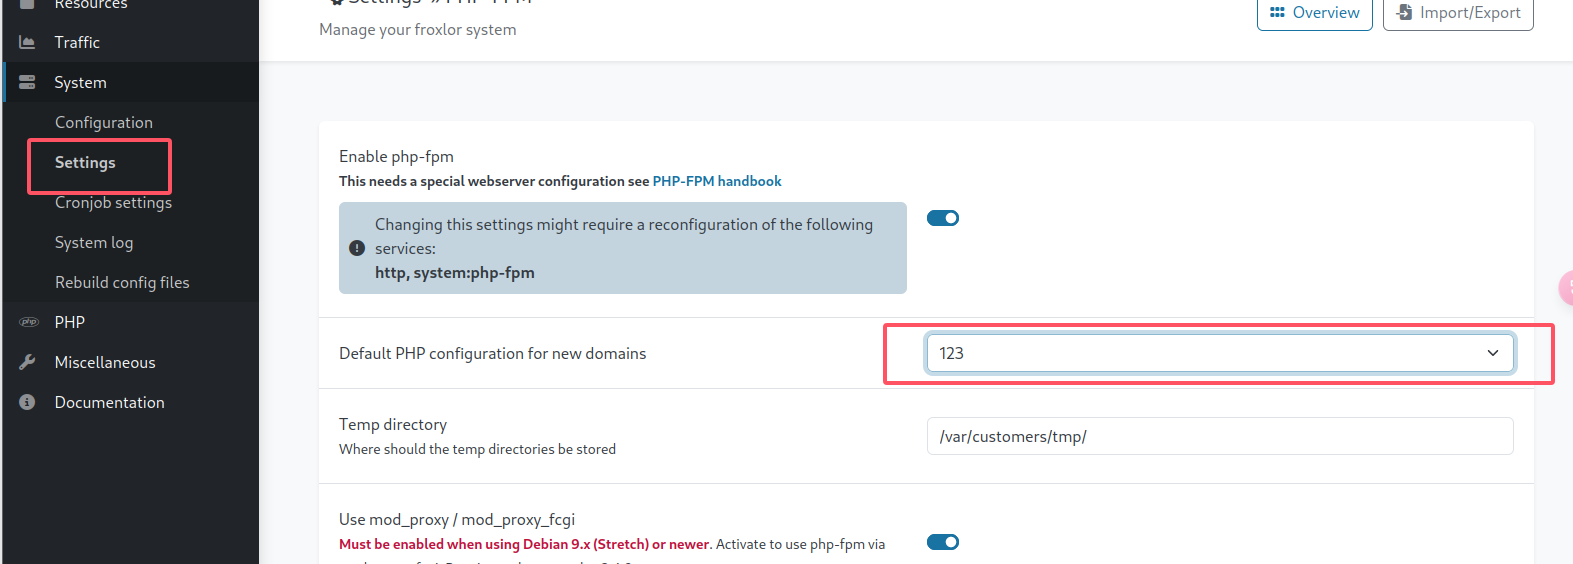 Resources
Traffic
System
Configuration
Settings
Cronjob settings
System log
Rebuild config files
php
PHP
Miscellaneous
Documentation
Settings » PHP-FPM
Manage your froxlor system
Overview
Import/Export
Enable php-fpm
This needs a special webserver configuration see PHP-FPM handbook
Changing this settings might require a reconfiguration of the following
services:
http, system:php-fpm
Default PHP configuration for new domains
123
Temp directory
Where should the temp directories be stored
/var/customers/tmp/
Use mod_proxy / mod_proxy_fcgi
Must be enabled when using Debian 9.x (Stretch) or newer. Activate to use php-fpm via